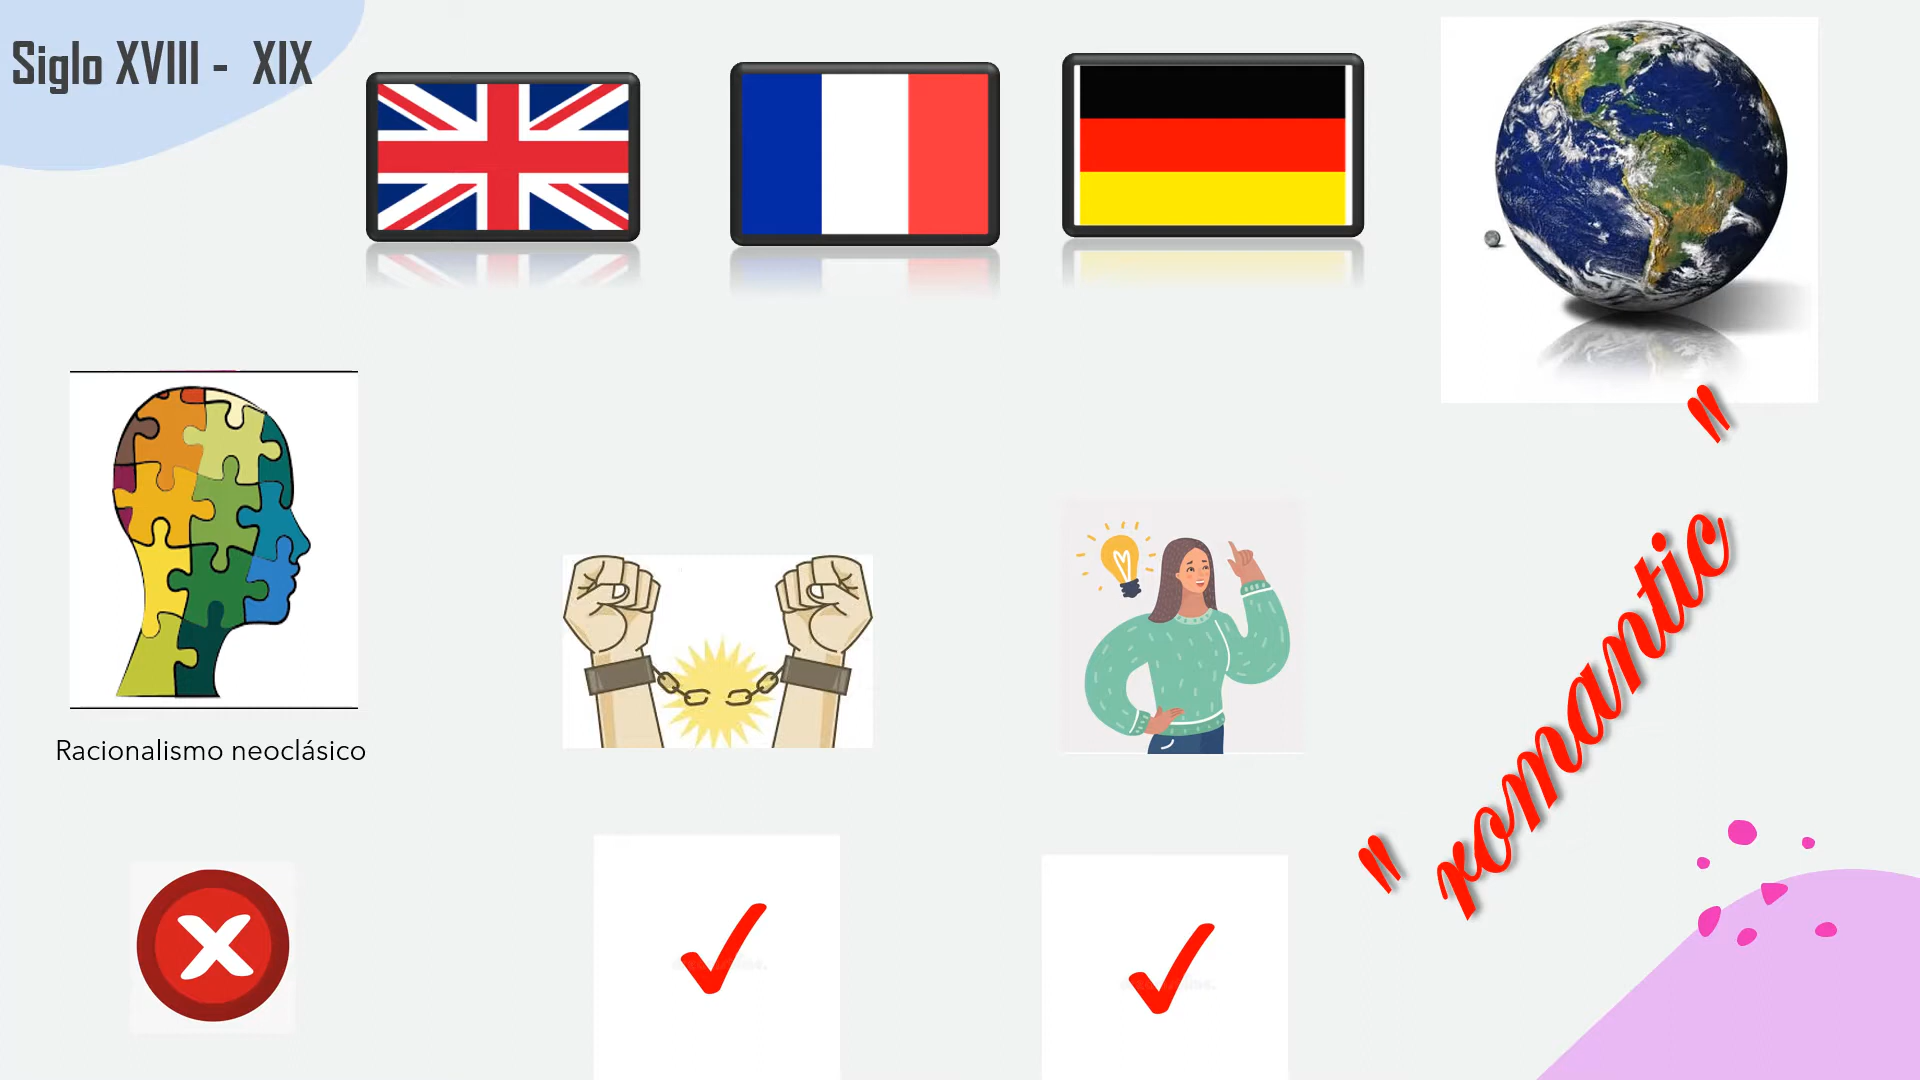 Siglo XVIII - XIX
Racionalismo neoclásico
" romantic "